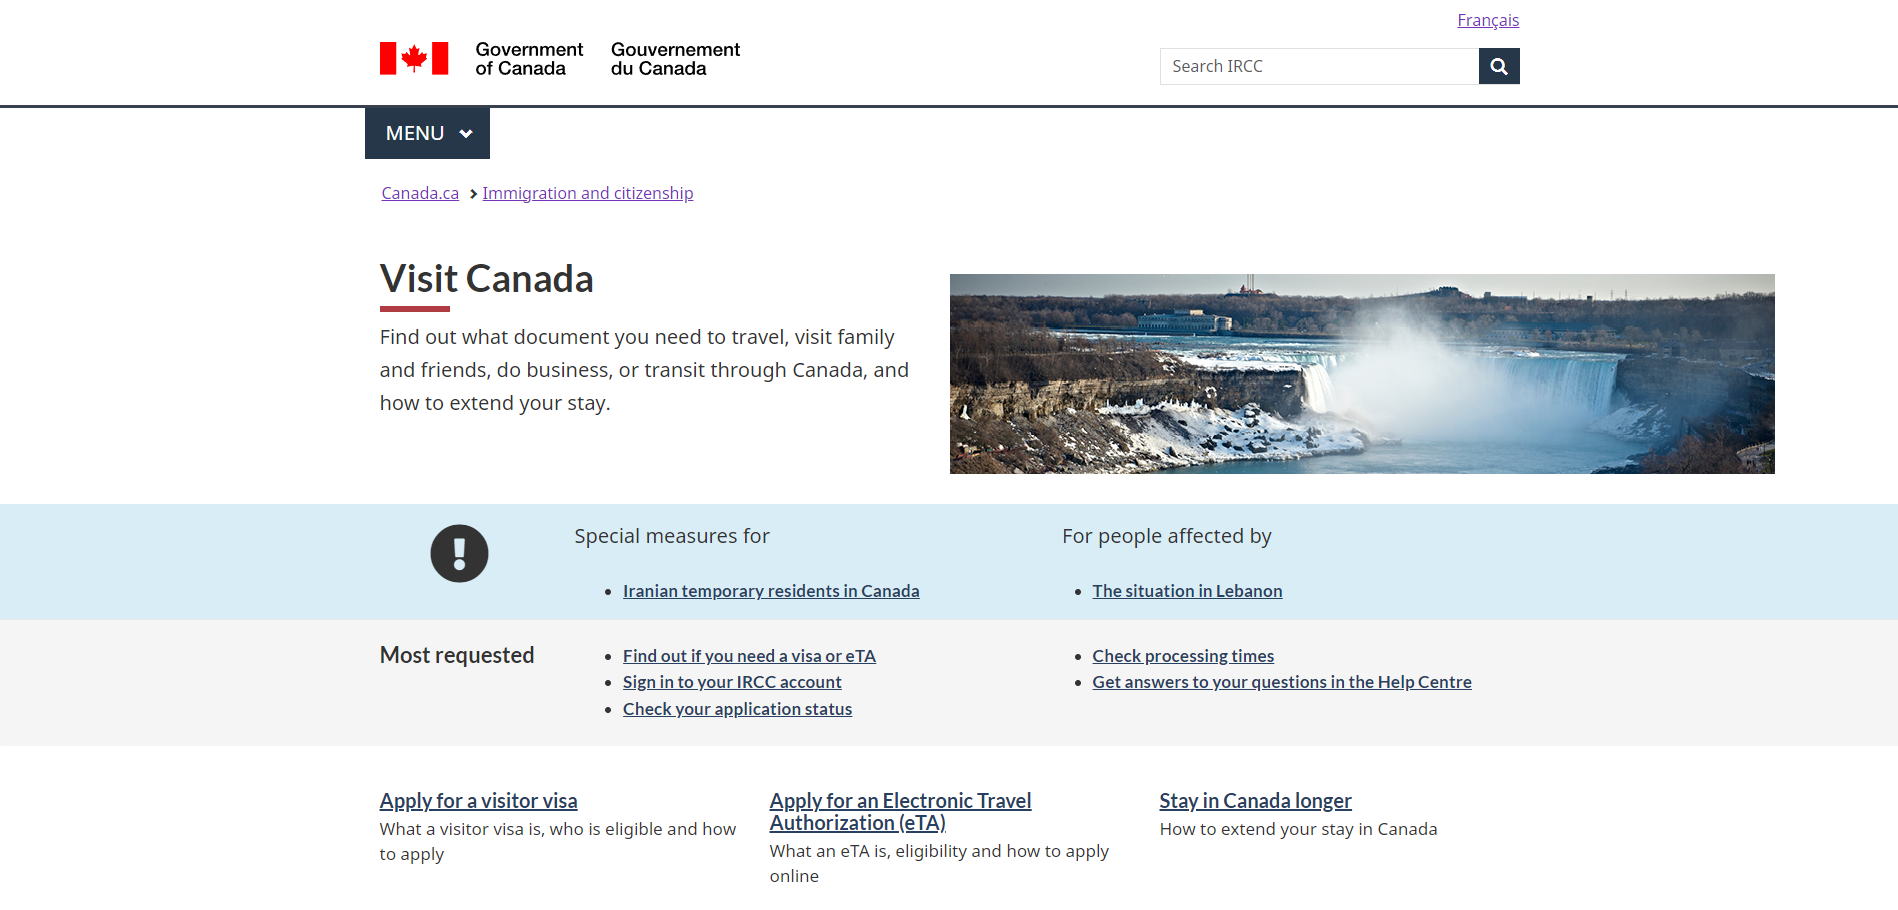 Français
Government
of Canada
Gouvernement
du Canada
Search IRCC
MENU
Canada.ca
Immigration and citizenship
Visit Canada
Find out what document you need to travel, visit family
and friends, do business, or transit through Canada, and
how to extend your stay.
Special measures for
Iranian temporary residents in Canada
For people affected by
The situation in Lebanon
Most requested
Find out if you need a visa or eTA
Sign in to your IRCC account
Check your application status
Check processing times
Get answers to your questions in the Help Centre
Apply for a visitor visa
What a visitor visa is, who is eligible and how
to apply
Apply for an Electronic Travel
Authorization (eTA)
What an eTA is, eligibility and how to apply
online
Stay in Canada longer
How to extend your stay in Canada